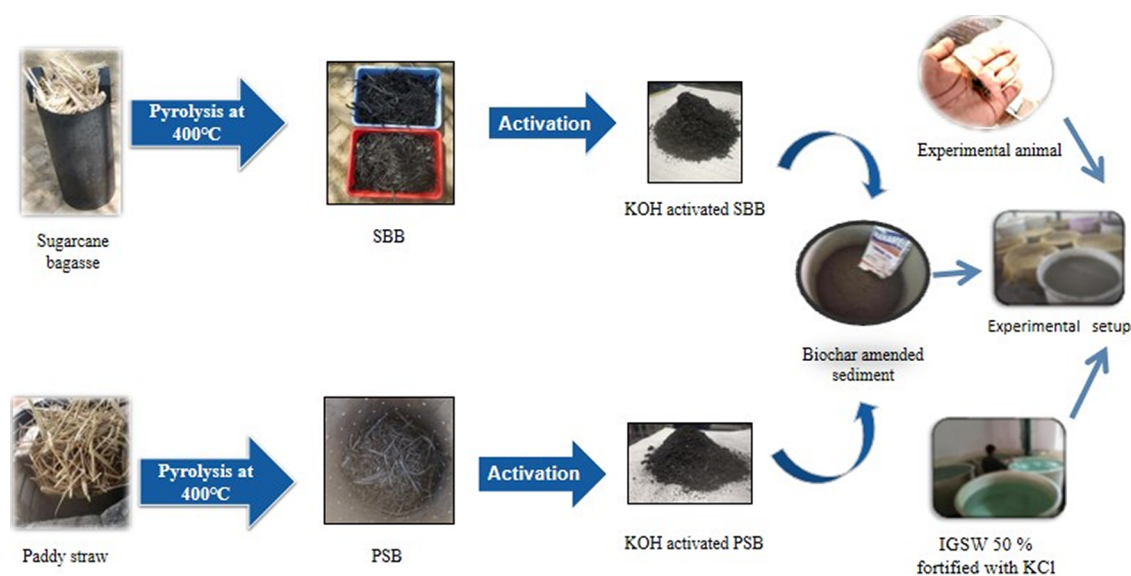 Pyrolysis at
400℃
Activation
Sugarcane
bagasse
SBB
KOH activated SBB
Experimental animal
Biochar amended
sediment
Experimental setup
Pyrolysis at
400℃
Activation
Paddy straw
PSB
KOH activated PSB
IGSW 50 %
fortified with KCl